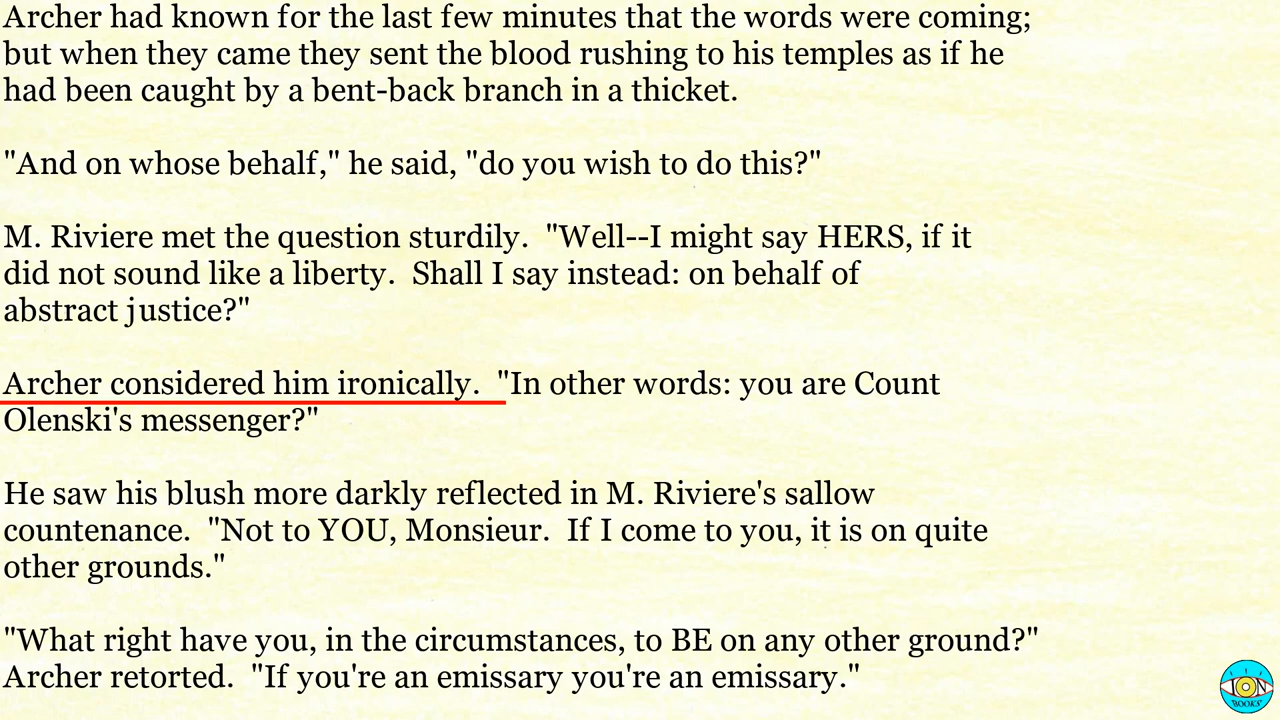 Archer had known for the last few minutes that the words were coming;
but when they came they sent the blood rushing to his temples as if he
had been caught by a bent-back branch in a thicket.
"And on whose behalf," he said, "do you wish to do this?"
M. Riviere met the question sturdily.  "Well--I might say HERS, if it
did not sound like a liberty.  Shall I say instead: on behalf of
abstract justice?"
Archer considered him ironically.  "In other words: you are Count
Olenski's messenger?"
He saw his blush more darkly reflected in M. Riviere's sallow
countenance.  "Not to YOU, Monsieur.  If I come to you, it is on quite
other grounds."
"What right have you, in the circumstances, to BE on any other ground?"
Archer retorted.  "If you're an emissary you're an emissary."
ION
BOOKS